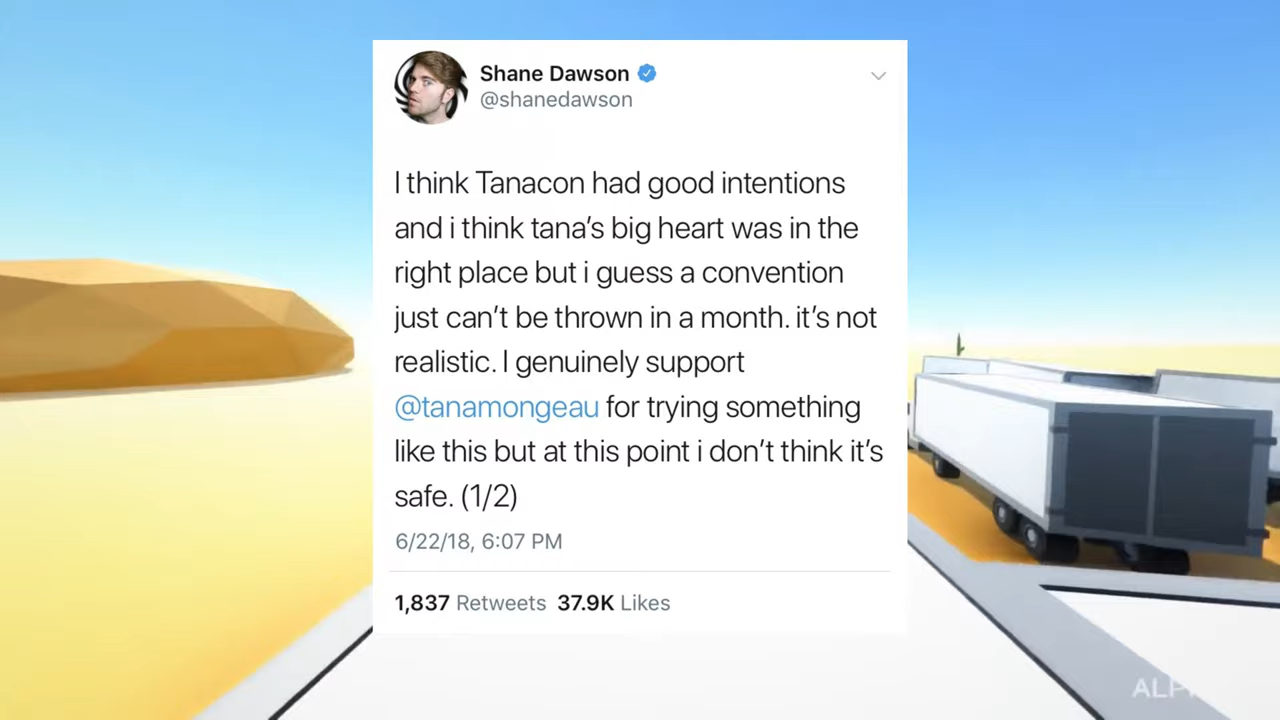 Shane Dawson
@shanedawson
I think Tanacon had good intentions
and i think tana's big heart was in the
right place but i guess a convention
just can't be thrown in a month. it's not
realistic. I genuinely support
@tanamongeau for trying something
like this but at this point i don't think it's
safe. (1/2)
6/22/18, 6:07 PM
1,837 Retweets 37.9K Likes